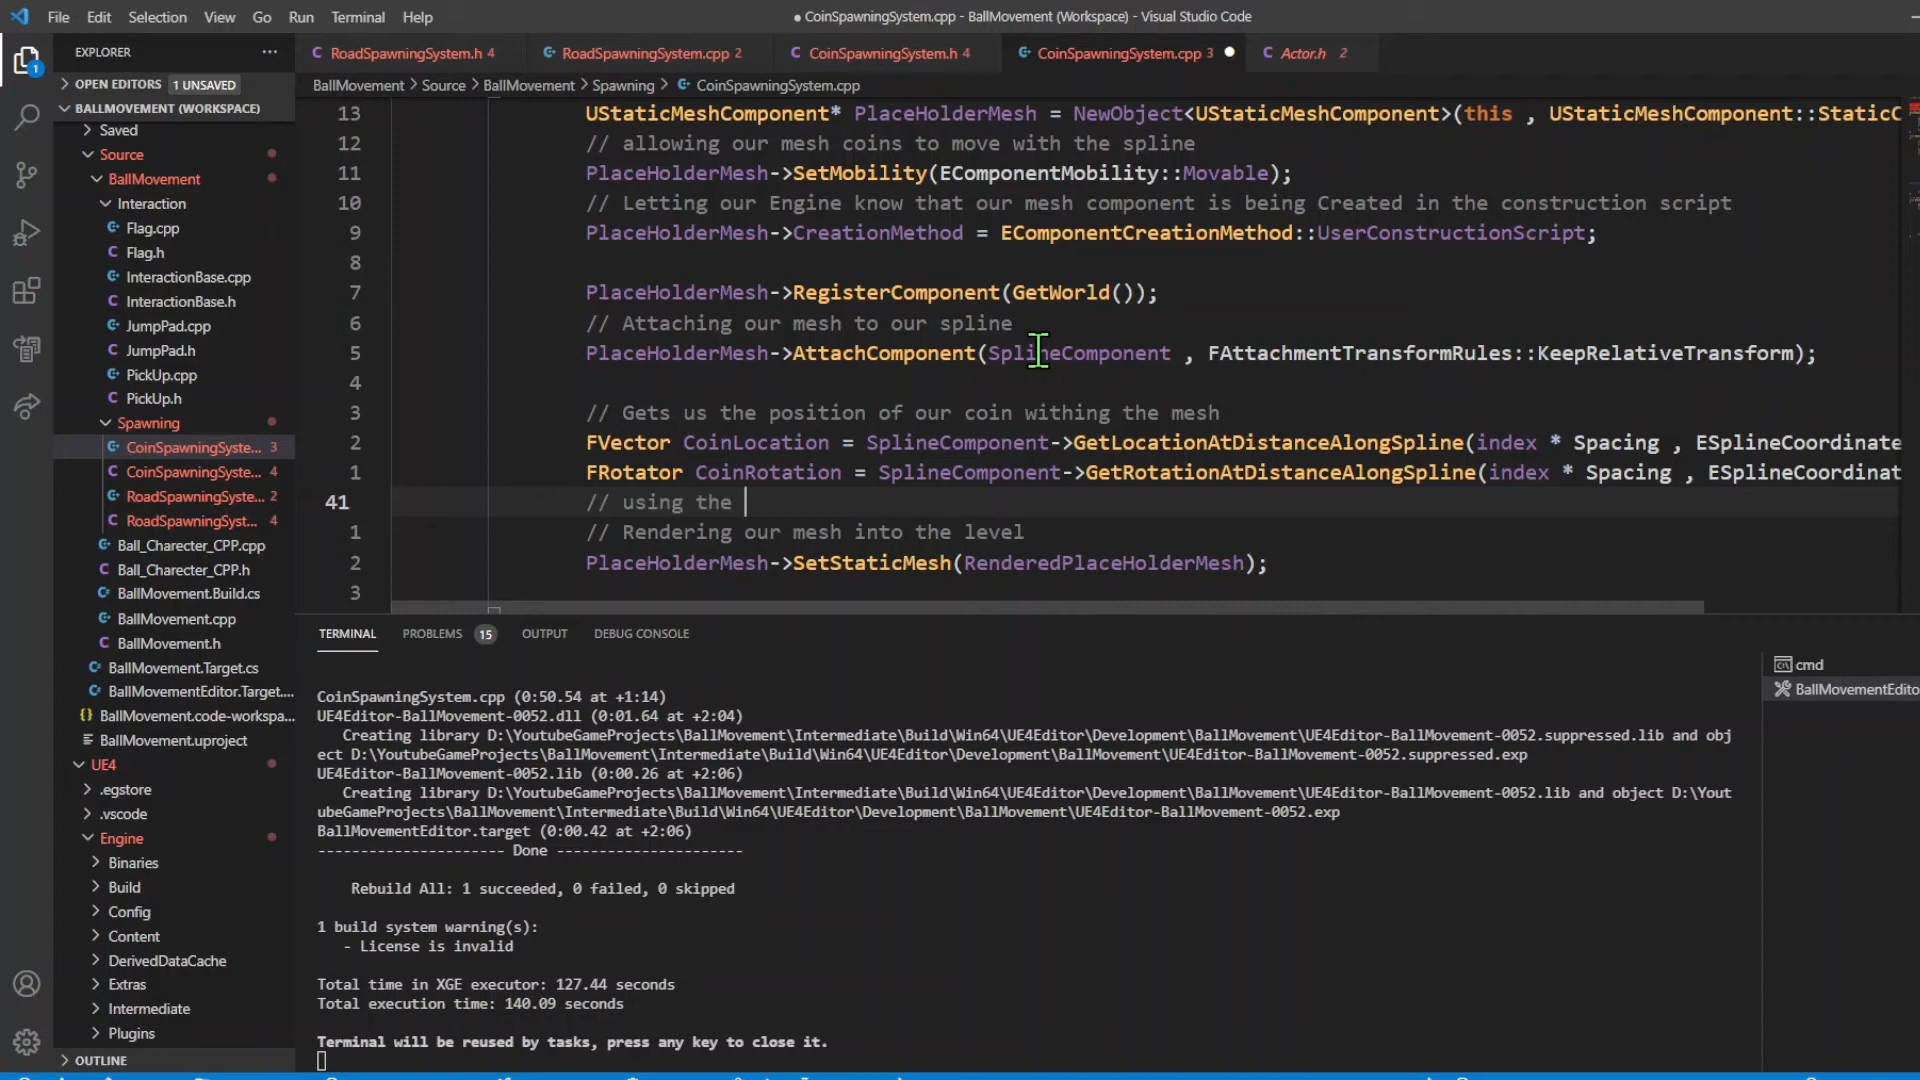 File Edit Selection View Go Run Terminal Help
● CoinSpawningSystem.cpp - BallMovement (Workspace) - Visual Studio Code
EXPLORER
RoadSpawningSystem.h 4
RoadSpawningSystem.cpp 2
CoinSpawningSystem.h 4
CoinSpawningSystem.cpp 3
Actor.h 2
OPEN EDITORS 1 UNSAVED
BallMovement > Source > BallMovement > Spawning > CoinSpawningSystem.cpp
BALLMOVEMENT (WORKSPACE)
Saved
Source
BallMovement
Interaction
Flag.cpp
Flag.h
InteractionBase.cpp
InteractionBase.h
JumpPad.cpp
JumpPad.h
PickUp.cpp
PickUp.h
Spawning
CoinSpawningSyste... 3
CoinSpawningSyste... 4
RoadSpawningSyste... 2
RoadSpawningSyst... 4
Ball_Charecter_CPP.cpp
Ball_Charecter_CPP.h
BallMovement.Build.cs
BallMovement.cpp
BallMovement.h
BallMovement.Target.cs
BallMovementEditor.Target....
BallMovement.code-workspa...
BallMovement.uproject
UE4
.egstore
.vscode
Engine
Binaries
Build
Config
Content
DerivedDataCache
Extras
Intermediate
Plugins
OUTLINE
1
13 UStaticMeshComponent* PlaceHolderMesh = NewObject<UStaticMeshComponent>(this , UStaticMeshComponent::StaticC
12 // allowing our mesh coins to move with the spline
11 PlaceHolderMesh->SetMobility(EComponentMobility::Movable);
10 // Letting our Engine know that our mesh component is being Created in the construction script
9 PlaceHolderMesh->CreationMethod = EComponentCreationMethod::UserConstructionScript;
8
7 PlaceHolderMesh->RegisterComponent(GetWorld());
6 // Attaching our mesh to our spline
5 PlaceHolderMesh->AttachComponent(SplineComponent , FAttachmentTransformRules::KeepRelativeTransform);
4
3 // Gets us the position of our coin withing the mesh
2 FVector CoinLocation = SplineComponent->GetLocationAtDistanceAlongSpline(index * Spacing , ESplineCoordinate
1 FRotator CoinRotation = SplineComponent->GetRotationAtDistanceAlongSpline(index * Spacing , ESplineCoordinat
41 // using the
1 // Rendering our mesh into the level
2 PlaceHolderMesh->SetStaticMesh(RenderedPlaceHolderMesh);
3
TERMINAL PROBLEMS 15 OUTPUT DEBUG CONSOLE
cmd
BallMovementEdito
CoinSpawningSystem.cpp (0:50.54 at +1:14)
UE4Editor-BallMovement-0052.dll (0:01.64 at +2:04)
Creating library D:\YoutubeGameProjects\BallMovement\Intermediate\Build\Win64\UE4Editor\Development\BallMovement\UE4Editor-BallMovement-0052.suppressed.lib and obj
ect D:\YoutubeGameProjects\BallMovement\Intermediate\Build\Win64\UE4Editor\Development\BallMovement\UE4Editor-BallMovement-0052.suppressed.exp
UE4Editor-BallMovement-0052.lib (0:00.26 at +2:06)
Creating library D:\YoutubeGameProjects\BallMovement\Intermediate\Build\Win64\UE4Editor\Development\BallMovement\UE4Editor-BallMovement-0052.lib and object D:\Yout
ubeGameProjects\BallMovement\Intermediate\Build\Win64\UE4Editor\Development\BallMovement\UE4Editor-BallMovement-0052.exp
BallMovementEditor.target (0:00.42 at +2:06)
---------------------- Done ----------------------
Rebuild All: 1 succeeded, 0 failed, 0 skipped
1 build system warning(s):
- License is invalid
Total time in XGE executor: 127.44 seconds
Total execution time: 140.09 seconds
Terminal will be reused by tasks, press any key to close it.